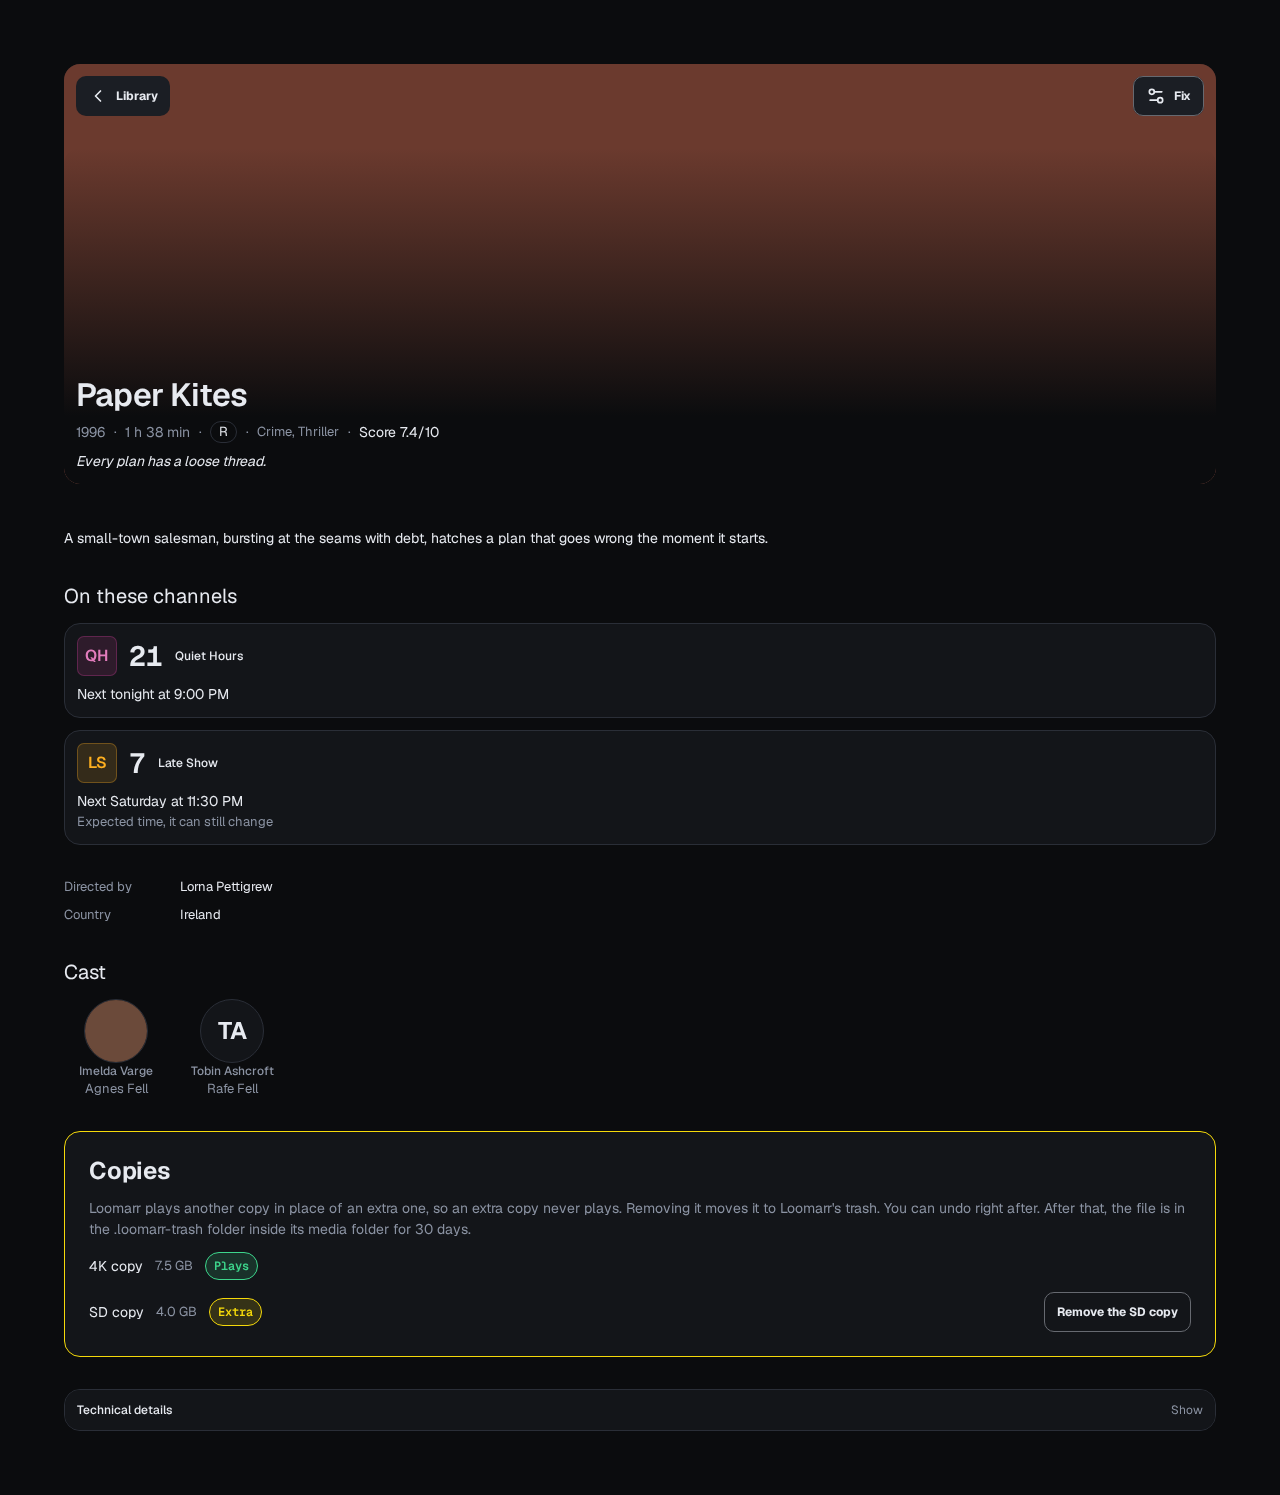 Library
Fix
Paper Kites
1996 · 1 h 38 min · R · Crime, Thriller · Score 7.4/10
Every plan has a loose thread.
A small-town salesman, bursting at the seams with debt, hatches a plan that goes wrong the moment it starts.
On these channels
QH 21 Quiet Hours
Next tonight at 9:00 PM
LS 7 Late Show
Next Saturday at 11:30 PM
Expected time, it can still change
Directed by Lorna Pettigrew
Country Ireland
Cast
TA
Imelda Varge Tobin Ashcroft
Agnes Fell Rafe Fell
Copies
Loomarr plays another copy in place of an extra one, so an extra copy never plays. Removing it moves it to Loomarr's trash. You can undo right after. After that, the file is in
the .loomarr-trash folder inside its media folder for 30 days.
4K copy 7.5 GB Plays
SD copy 4.0 GB Extra Remove the SD copy
Technical details Show